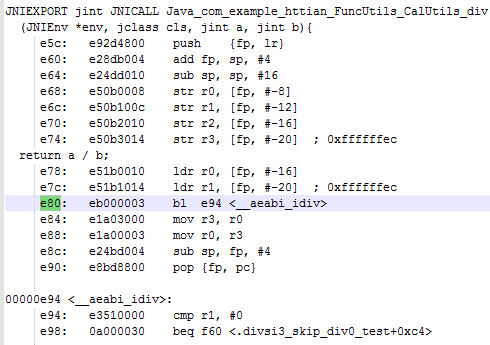 JNIEXPORT jint JNICALL Java_com_example_httian_FuncUtils_CalUtils_div
(JNIEnv *env, jclass cls, jint a, jint b){
e5c: e92d4800 push {fp, lr}
e60: e28db004 add fp, sp, #4
e64: e24dd010 sub sp, sp, #16
e68: e50b0008 str r0, [fp, #-8]
e6c: e50b100c str r1, [fp, #-12]
e70: e50b2010 str r2, [fp, #-16]
e74: e50b3014 str r3, [fp, #-20] ; 0xffffffec
return a / b;
e78: e51b0010 ldr r0, [fp, #-16]
e7c: e51b1014 ldr r1, [fp, #-20] ; 0xffffffec
e80: eb000003 bl e94 <__aeabi_idiv>
e84: e1a03000 mov r3, r0
e88: e1a00003 mov r0, r3
e8c: e24bd004 sub sp, fp, #4
e90: e8bd8800 pop {fp, pc}
00000e94 <__aeabi_idiv>:
e94: e3510000 cmp r1, #0
e98: 0a000030 beq f60 <.divsi3_skip_div0_test+0xc4>